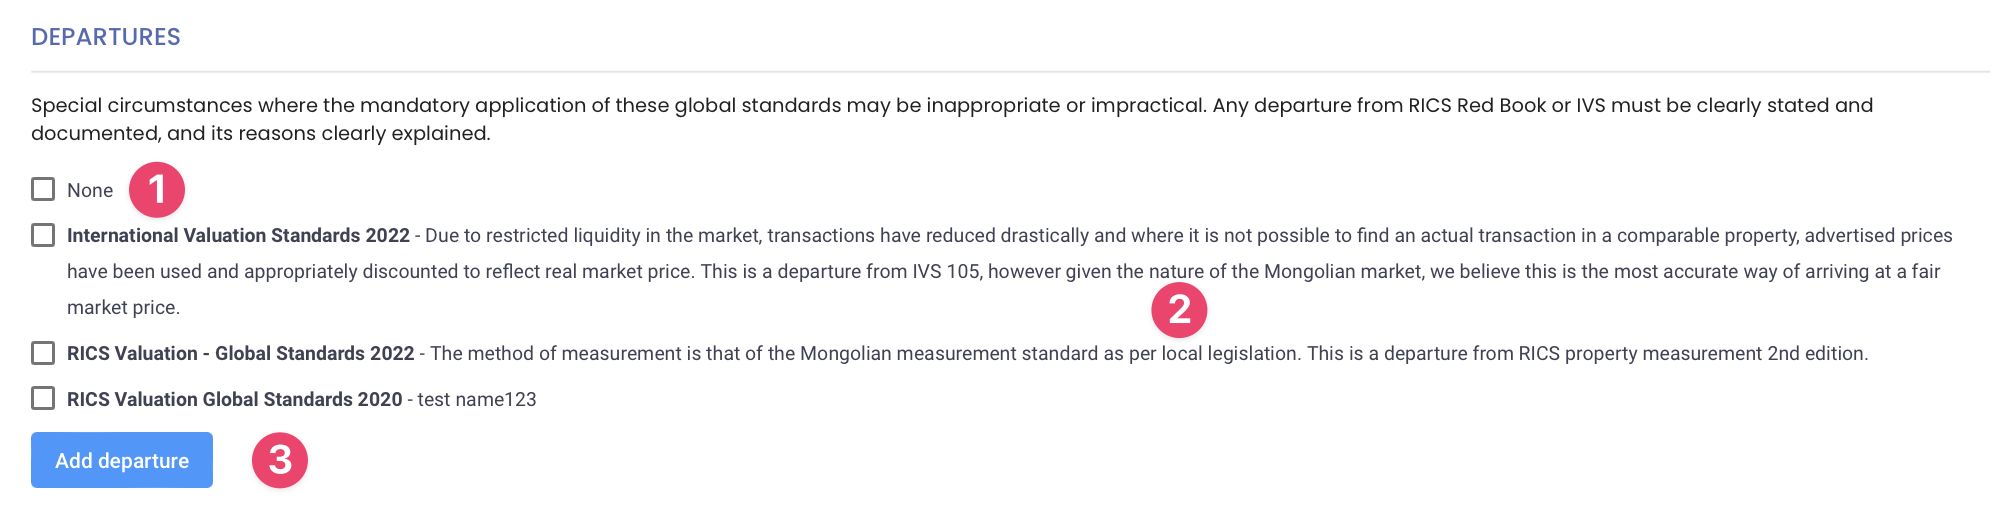 DEPARTURES
Special circumstances where the mandatory application of these global standards may be inappropriate or impractical. Any departure from RICS Red Book or IVS must be clearly stated and
documented, and its reasons clearly explained.
None 1
International Valuation Standards 2022 - Due to restricted liquidity in the market, transactions have reduced drastically and where it is not possible to find an actual transaction in a comparable property, advertised prices
have been used and appropriately discounted to reflect real market price. This is a departure from IVS 105, however given the nature of the Mongolian market, we believe this is the most accurate way of arriving at a fair
market price.
2
RICS Valuation - Global Standards 2022 - The method of measurement is that of the Mongolian measurement standard as per local legislation. This is a departure from RICS property measurement 2nd edition.
RICS Valuation Global Standards 2020 - test name123
Add departure 3